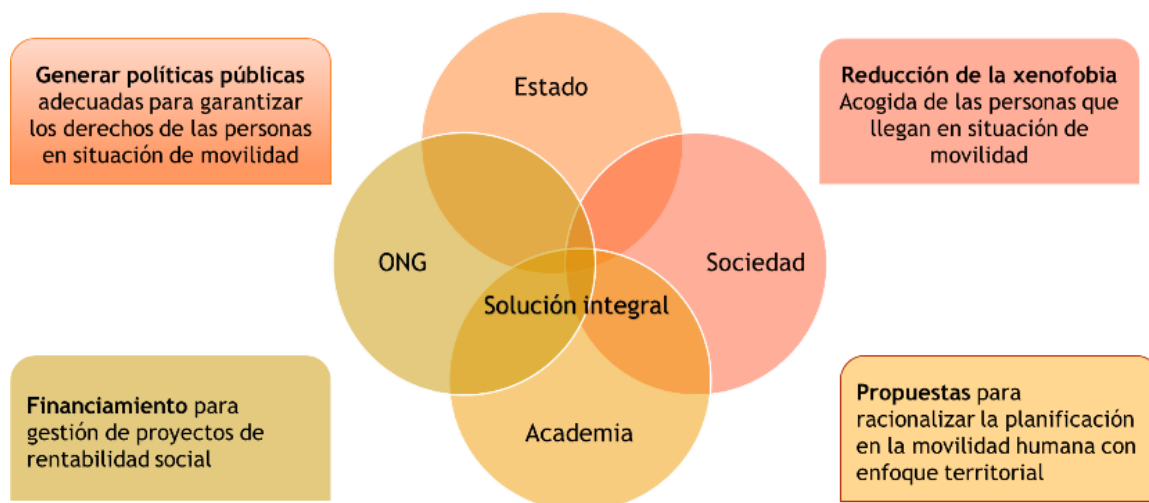 Generar políticas públicas
adecuadas para garantizar
los derechos de las personas
en situación de movilidad
Estado
Reducción de la xenofobia
Acogida de las personas que
llegan en situación de
movilidad
ONG
Sociedad
Solución integral
Academia
Financiamiento para
gestión de proyectos de
rentabilidad social
Propuestas para
racionalizar la planificación
en la movilidad humana con
enfoque territorial